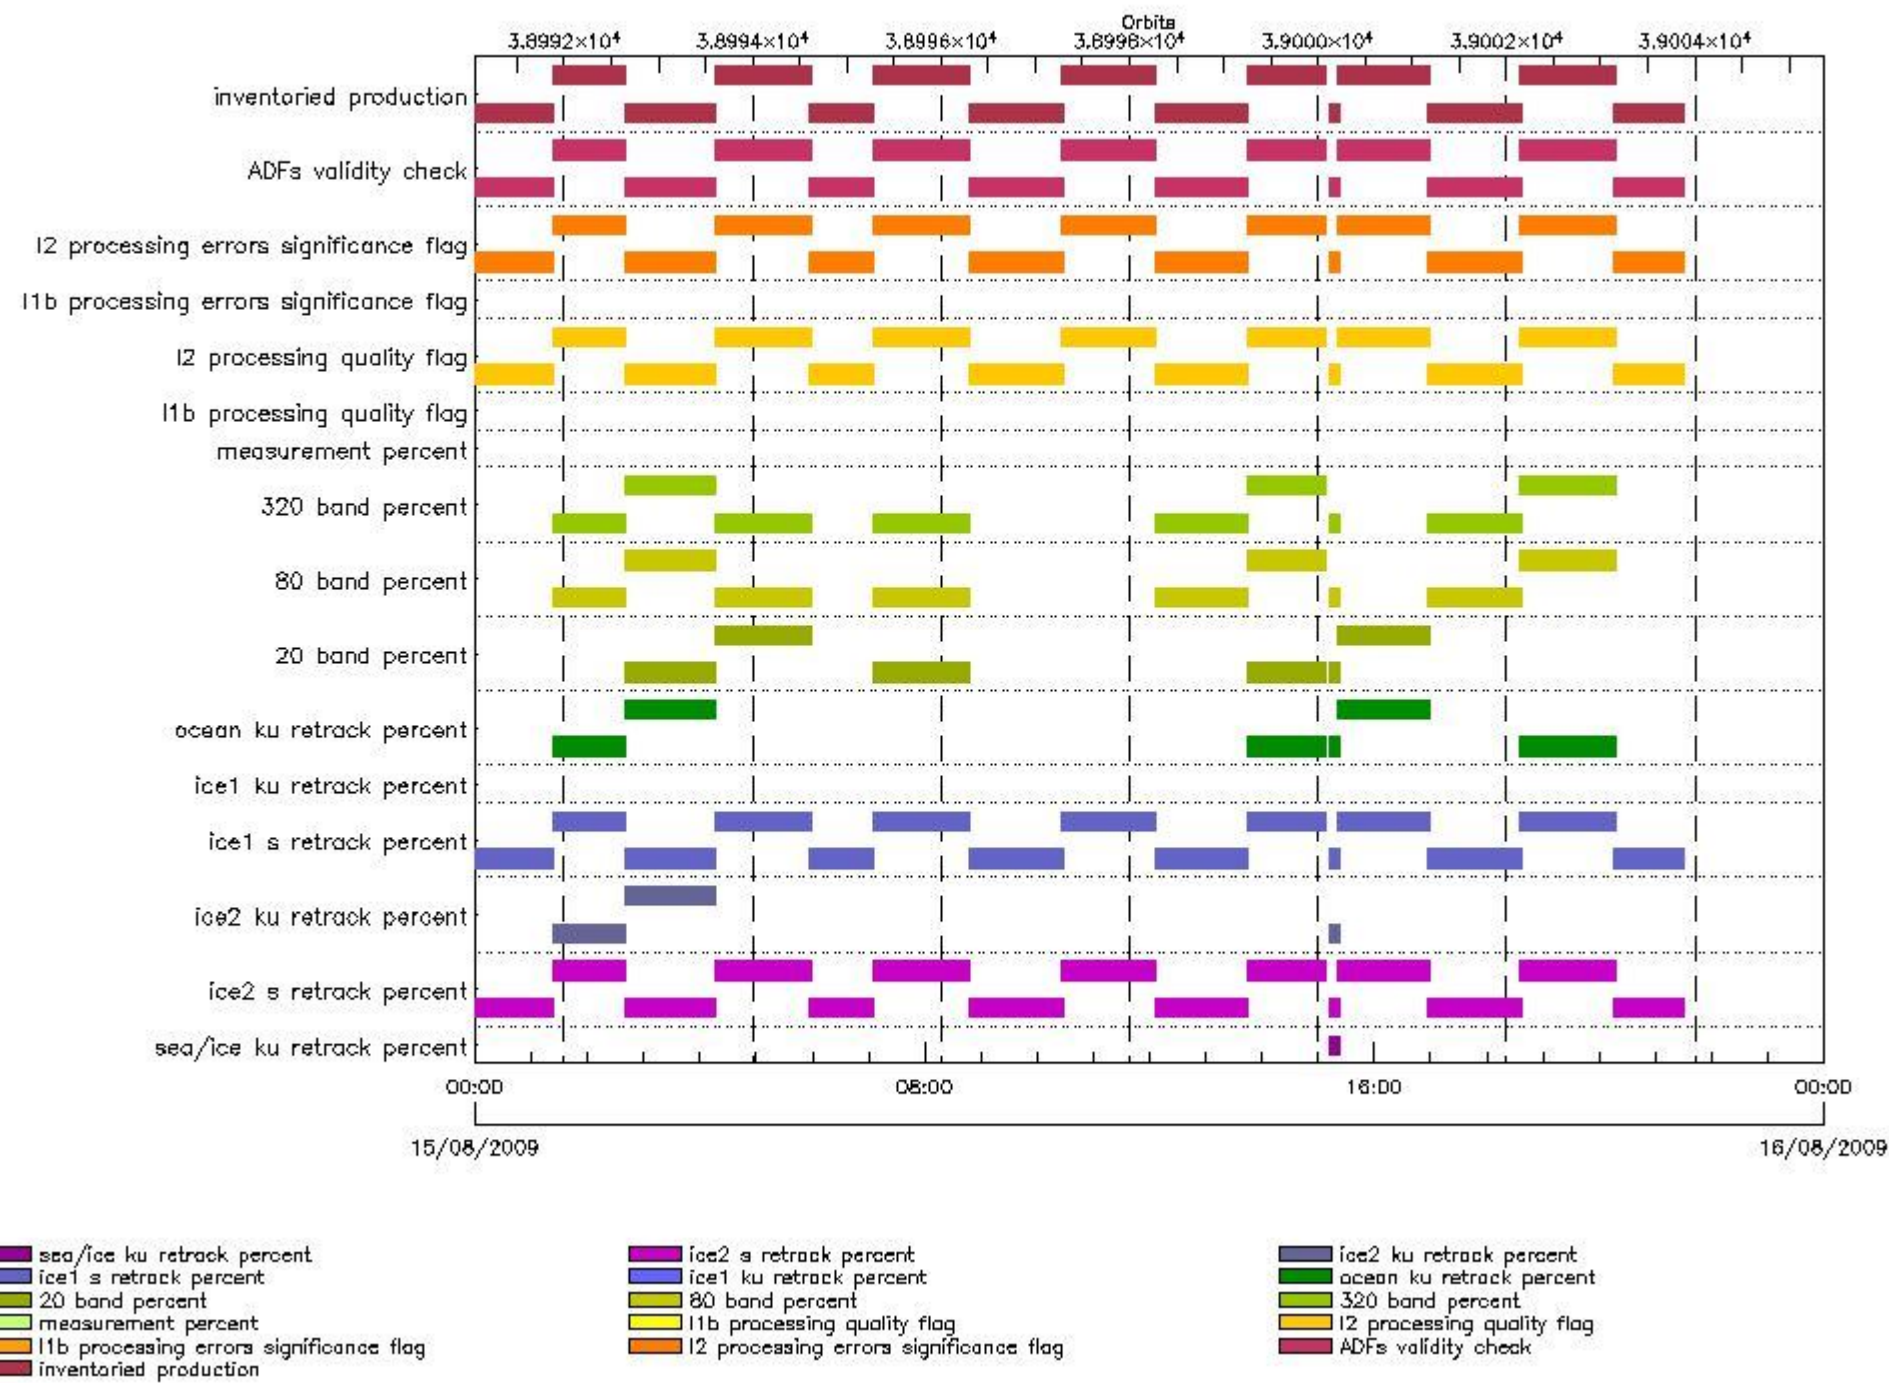 Orbits
3.8992×10⁴ 3.8994×10⁴ 3.8996×10⁴ 3.8998×10⁴ 3.9000×10⁴ 3.9002×10⁴ 3.9004×10⁴
inventoried production
ADFs validity check
l2 processing errors significance flag
l1b processing errors significance flag
l2 processing quality flag
l1b processing quality flag
measurement percent
320 band percent
80 band percent
20 band percent
ocean ku retrack percent
ice1 ku retrack percent
ice1 s retrack percent
ice2 ku retrack percent
ice2 s retrack percent
sea/ice ku retrack percent
00:00 08:00 16:00 00:00
15/08/2009 16/08/2009
sea/ice ku retrack percent ice2 s retrack percent ice2 ku retrack percent
ice1 s retrack percent ice1 ku retrack percent ocean ku retrack percent
20 band percent 80 band percent 320 band percent
measurement percent l1b processing quality flag l2 processing quality flag
l1b processing errors significance flag l2 processing errors significance flag ADFs validity check
inventoried production